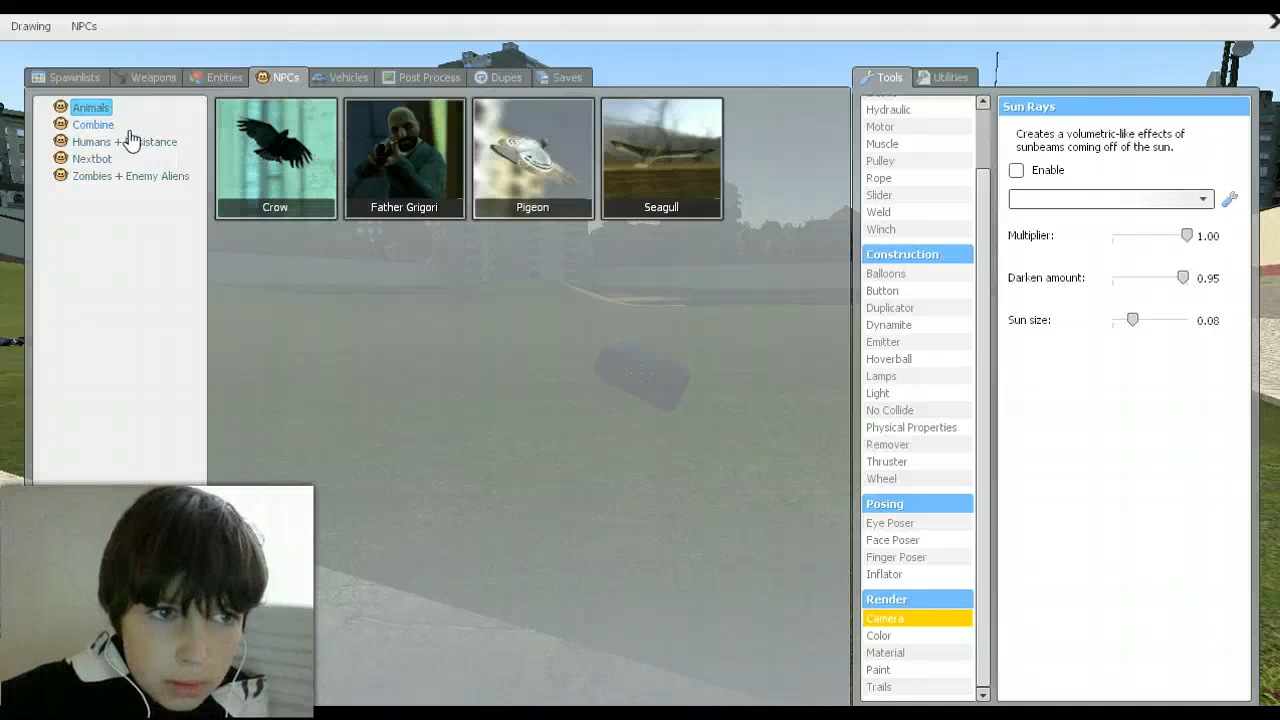 Drawing NPCs
Spawnlists Weapons Entities NPCs Vehicles Post Process Dupes Saves
Tools Utilities
Animals
Combine
Humans + istance
Nextbot
Zombies + Enemy Aliens
Crow Father Grigori Pigeon Seagull
Hydraulic
Motor
Muscle
Pulley
Rope
Slider
Weld
Winch
Construction
Balloons
Button
Duplicator
Dynamite
Emitter
Hoverball
Lamps
Light
No Collide
Physical Properties
Remover
Thruster
Wheel
Posing
Eye Poser
Face Poser
Finger Poser
Inflator
Render
Camera
Color
Material
Paint
Trails
Sun Rays
Creates a volumetric-like effects of
sunbeams coming off of the sun.
Enable
Multiplier: 1.00
Darken amount: 0.95
Sun size: 0.08